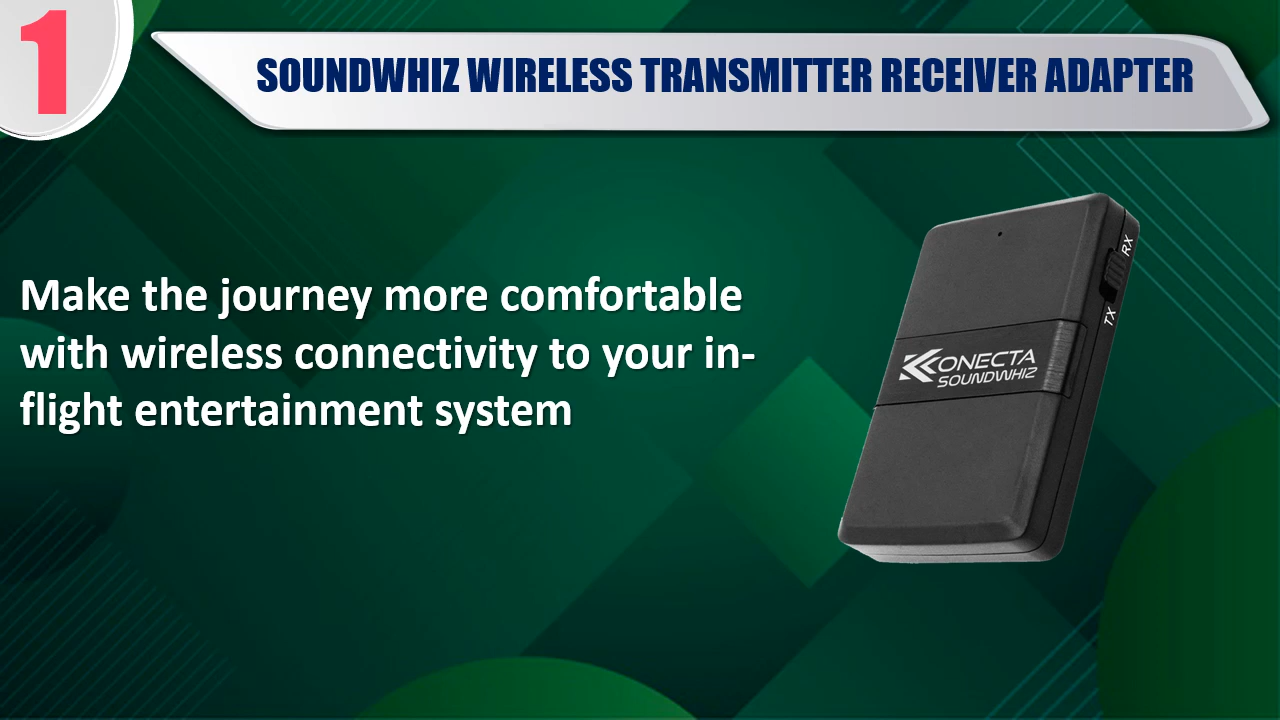 1
SOUNDWHIZ WIRELESS TRANSMITTER RECEIVER ADAPTER
RX
TX
Make the journey more comfortable
with wireless connectivity to your in-
flight entertainment system
KONECTA
SOUNDWHIZ